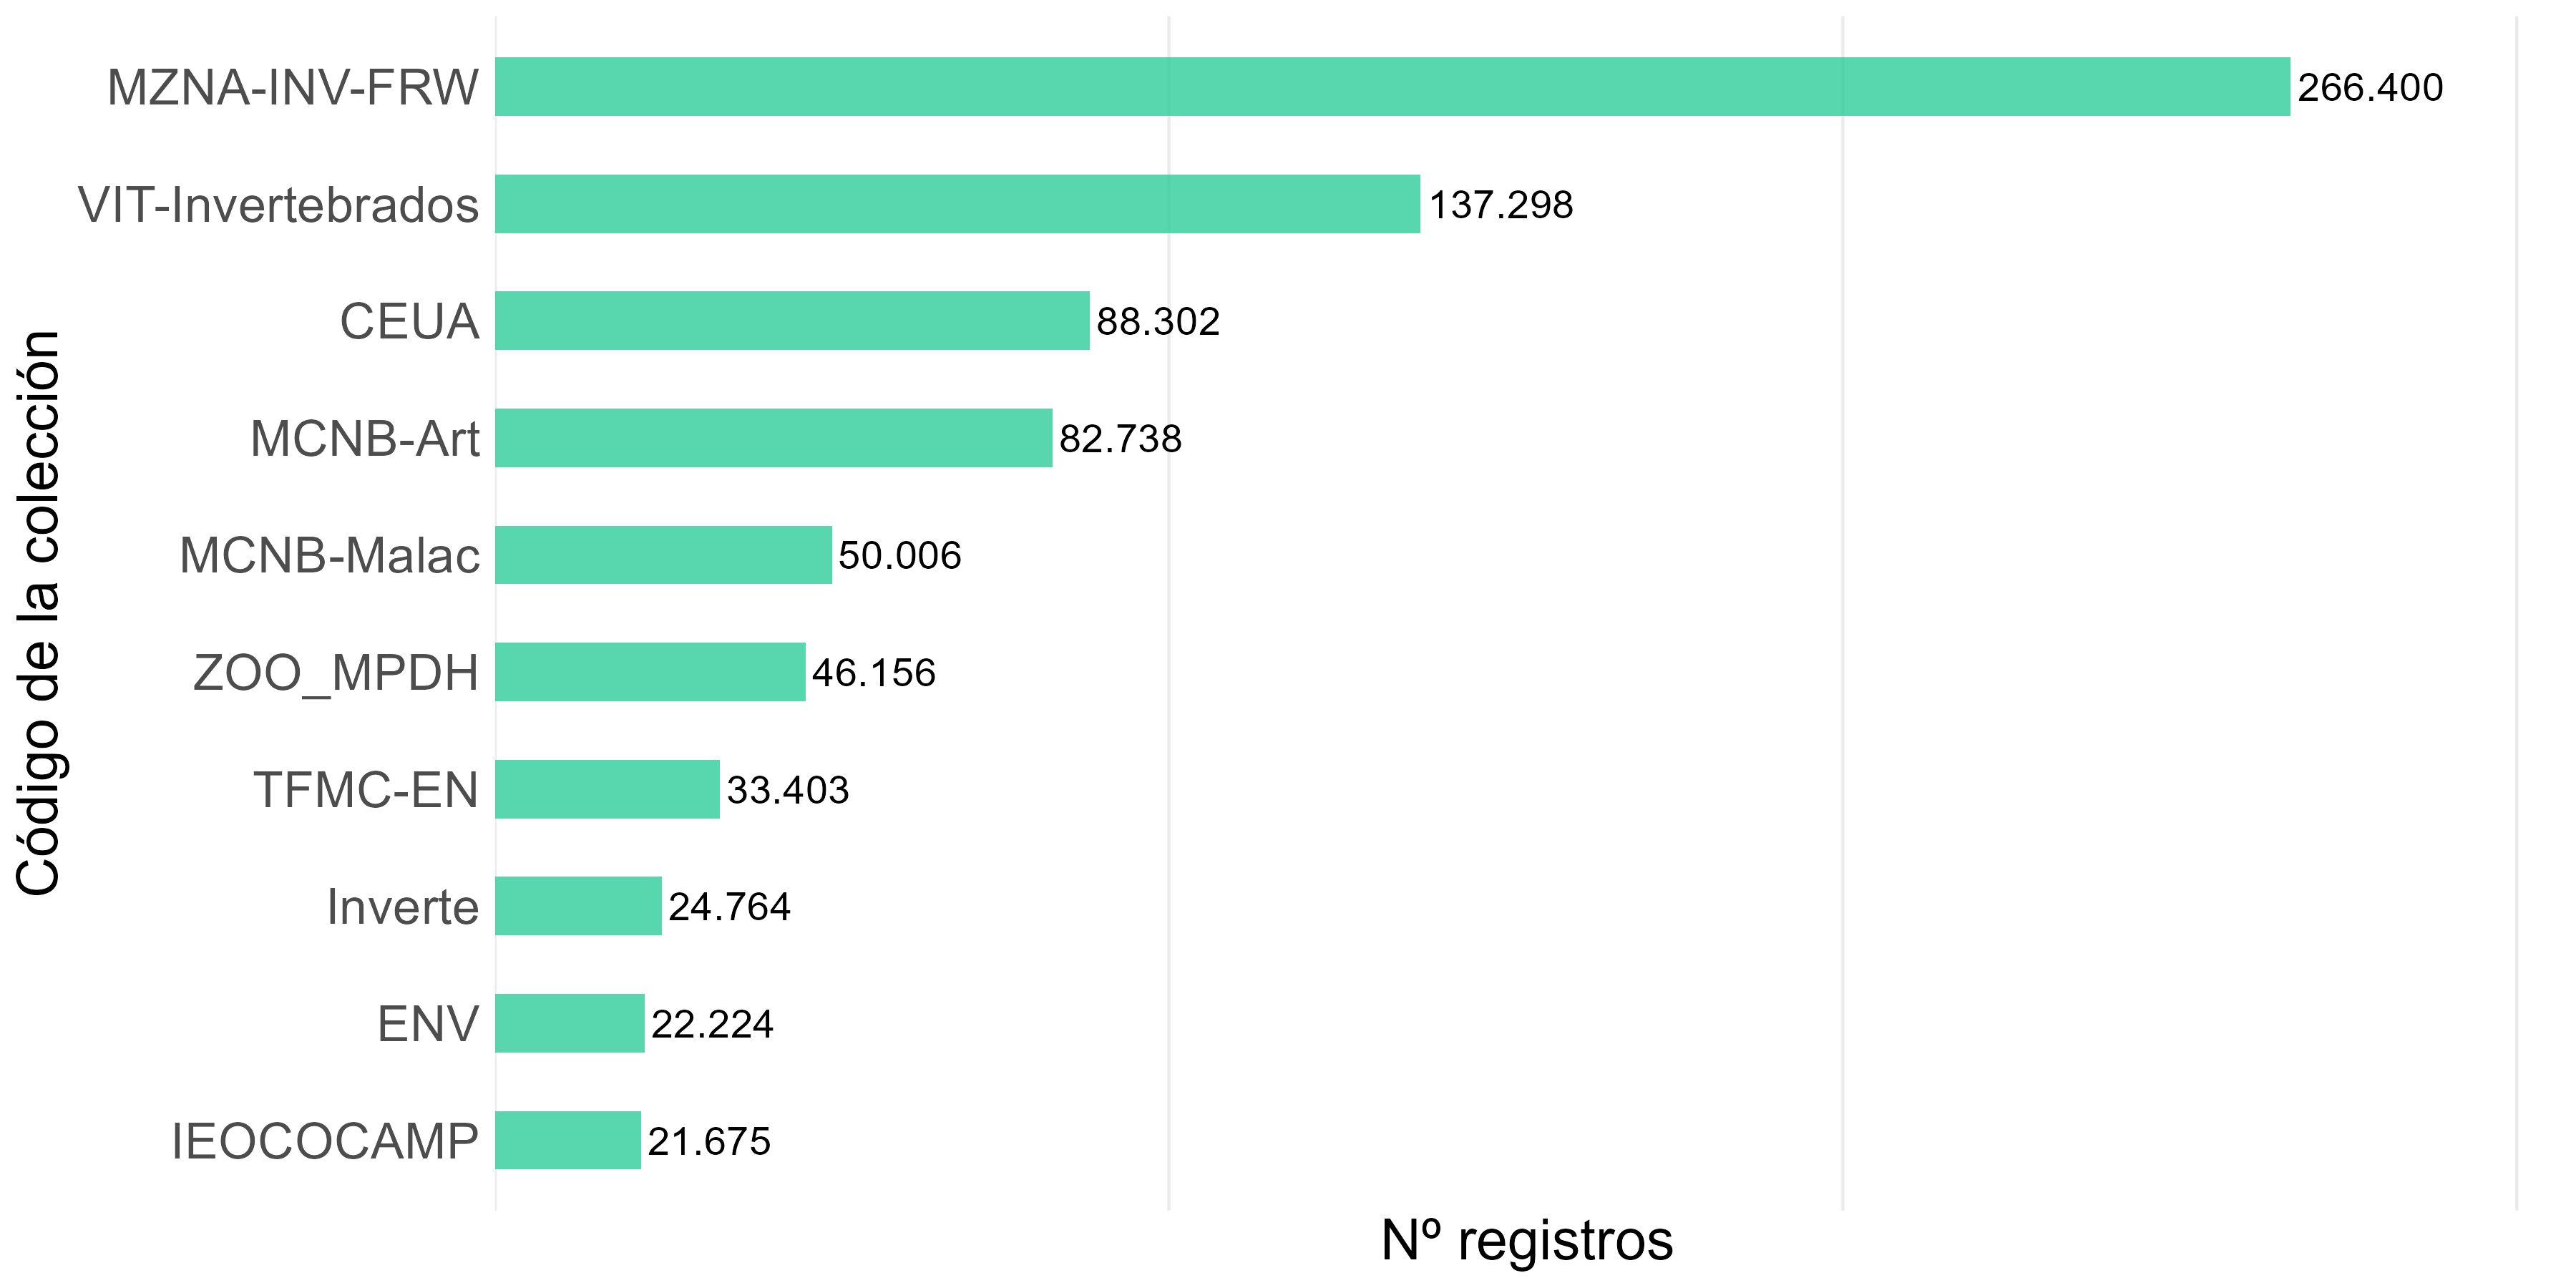 MZNA-INV-FRW 266.400
VIT-Invertebrados 137.298
CEUA 88.302
MCNB-Art 82.738
MCNB-Malac 50.006
ZOO_MPDH 46.156
TFMC-EN 33.403
Inverte 24.764
ENV 22.224
IEOCOCAMP 21.675
Código de la colección
Nº registros